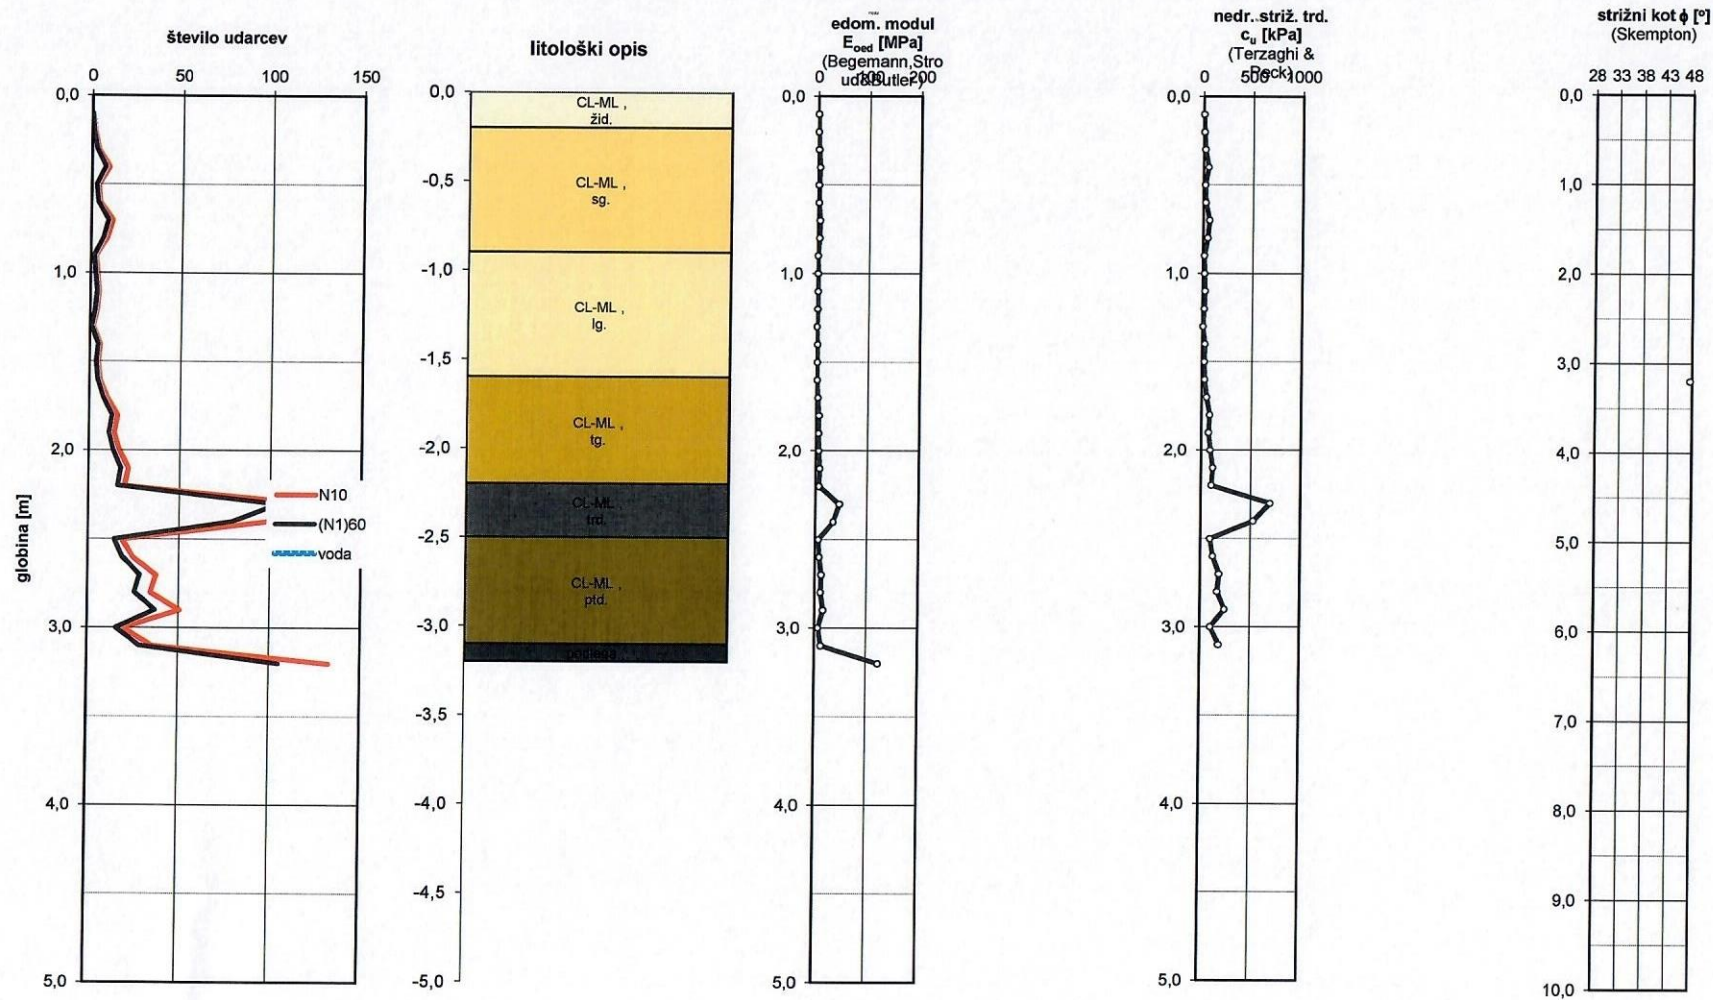 število udarcev
0 50 100 150
0,0
1,0
2,0
3,0
4,0
5,0
globina [m]
N10
(N1)60
voda
litološki opis
0,0
-0,5
-1,0
-1,5
-2,0
-2,5
-3,0
-3,5
-4,0
-4,5
-5,0
CL-ML ,
žid.
CL-ML ,
sg.
CL-ML ,
lg.
CL-ML ,
tg.
CL-ML ,
trd.
CL-ML ,
ptd.
edom. modul
Eoed [MPa]
(Begemann,Stro
ud&Butler)
0 100 200
0,0
1,0
2,0
3,0
4,0
5,0
nedr. striž. trd.
cu [kPa]
(Terzaghi &
Peck)
0 500 1000
0,0
1,0
2,0
3,0
4,0
5,0
strižni kot ϕ [º]
(Skempton)
28 33 38 43 48
0,0
1,0
2,0
3,0
4,0
5,0
6,0
7,0
8,0
9,0
10,0